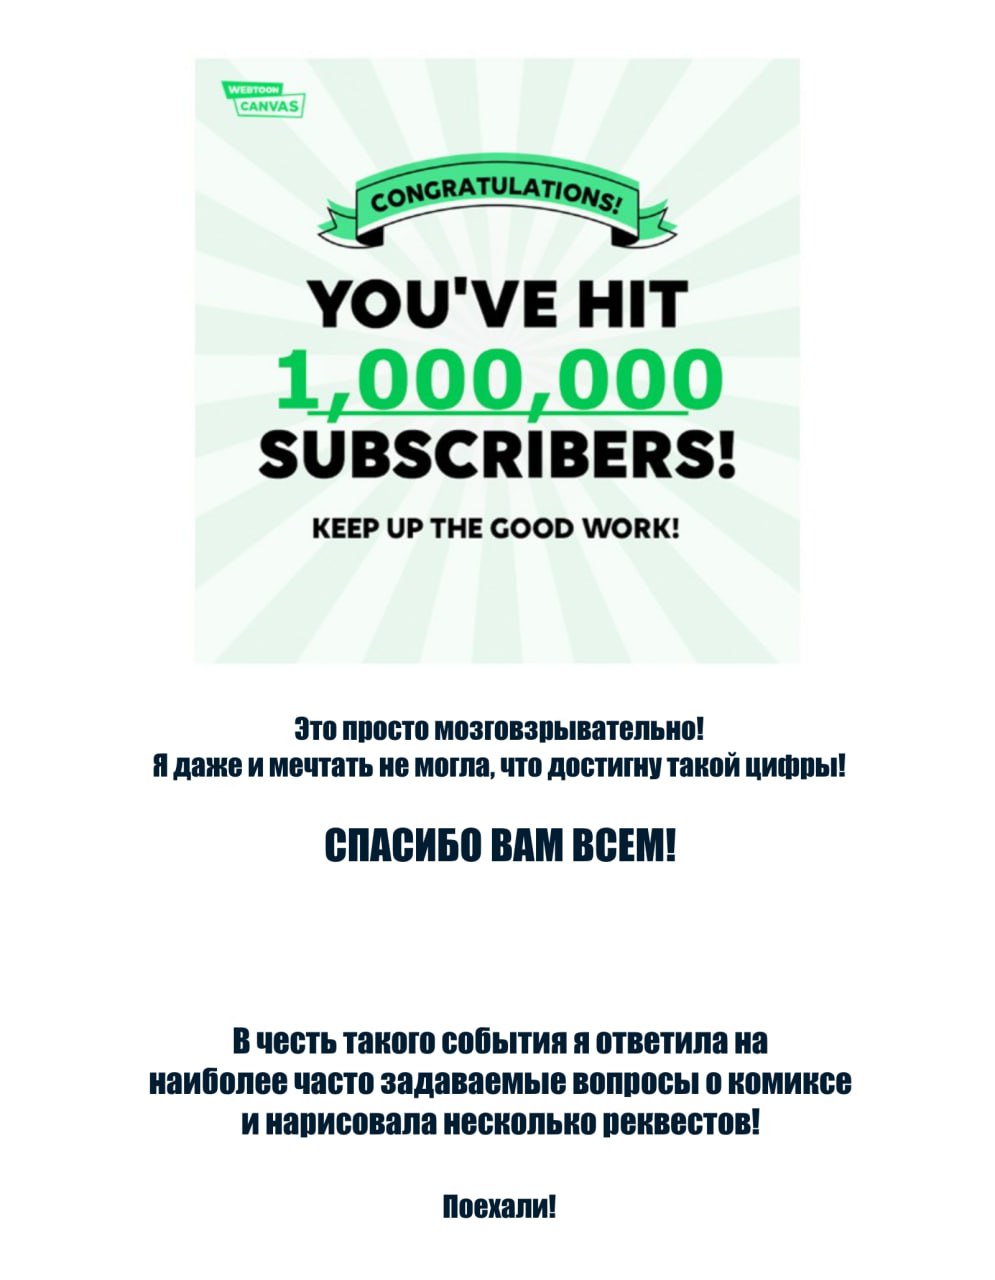 WEBTOON
CANVAS
CONGRATULATIONS!
YOU'VE HIT
1,000,000
SUBSCRIBERS!
KEEP UP THE GOOD WORK!
Это просто мозговзрывательно!
Я даже и мечтать не могла, что достигну такой цифры!
СПАСИБО ВАМ ВСЕМ!
В честь такого события я ответила на
наиболее часто задаваемые вопросы о комиксе
и нарисовала несколько реквестов!
Поехали!